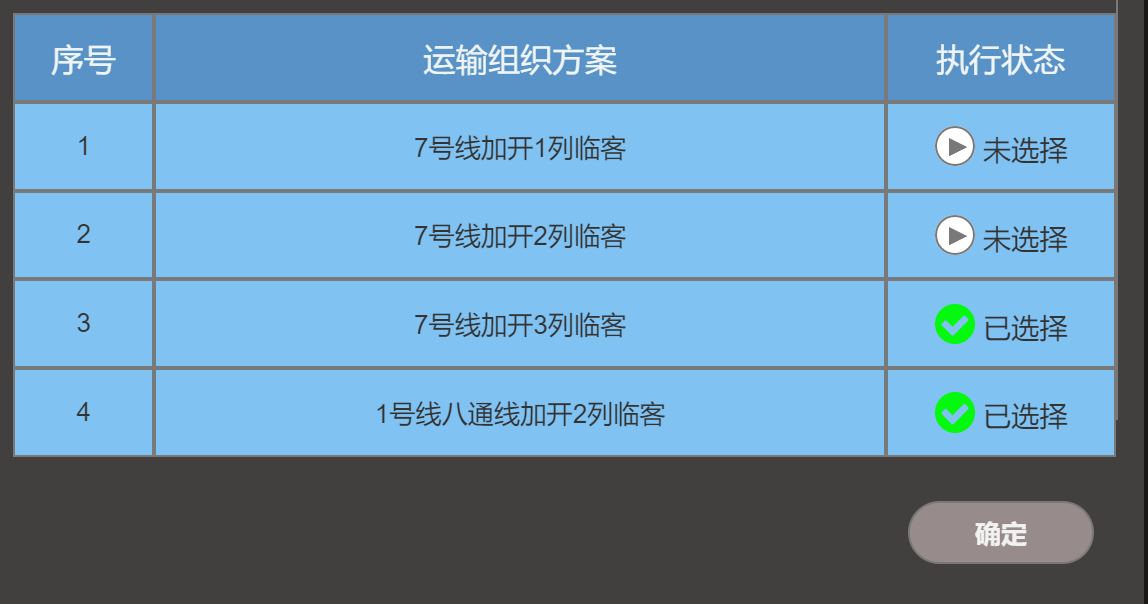 序号 运输组织方案 执行状态
1 7号线加开1列临客 未选择
2 7号线加开2列临客 未选择
3 7号线加开3列临客 已选择
4 1号线八通线加开2列临客 已选择
确定